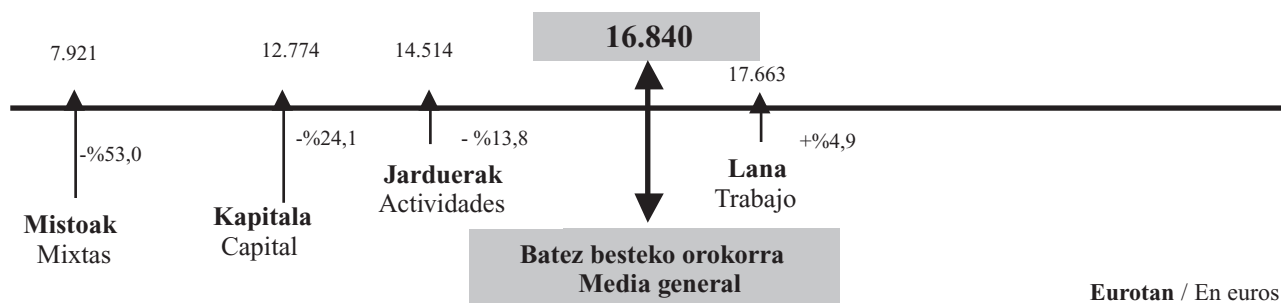 16.840
7.921
12.774
14.514
17.663
-%53,0
-%24,1
- %13,8
+%4,9
Mistoak
Mixtas
Kapitala
Capital
Jarduerak
Actividades
Lana
Trabajo
Batez besteko orokorra
Media general
Eurotan / En euros